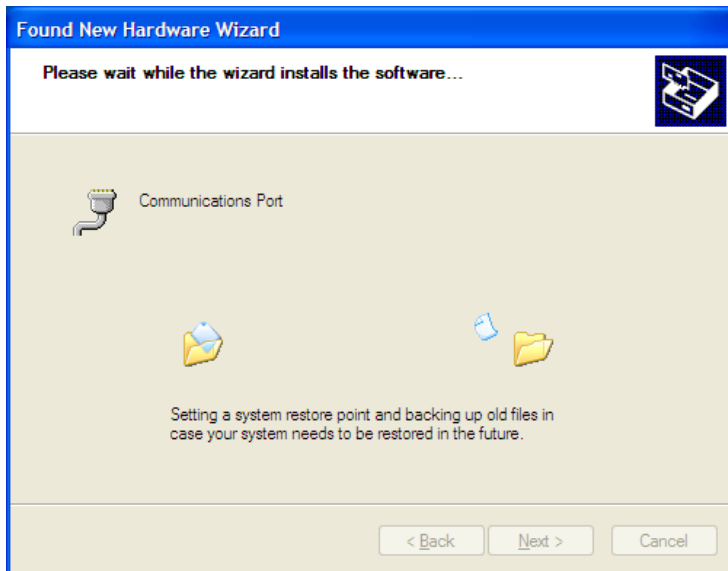 Found New Hardware Wizard
Please wait while the wizard installs the software...
Communications Port
Setting a system restore point and backing up old files in
case your system needs to be restored in the future.
< Back
Next >
Cancel